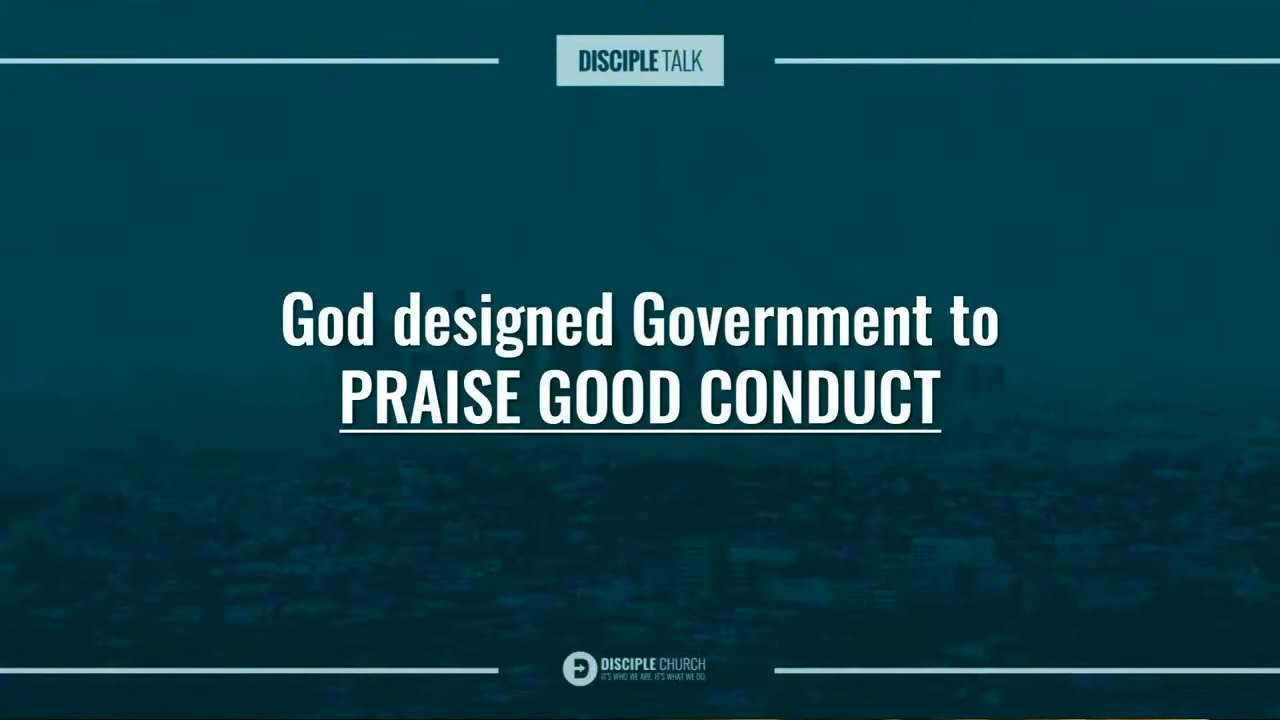 DISCIPLE TALK
God designed Government to
PRAISE GOOD CONDUCT
DISCIPLE CHURCH
IT'S WHO WE ARE. IT'S WHAT WE DO.